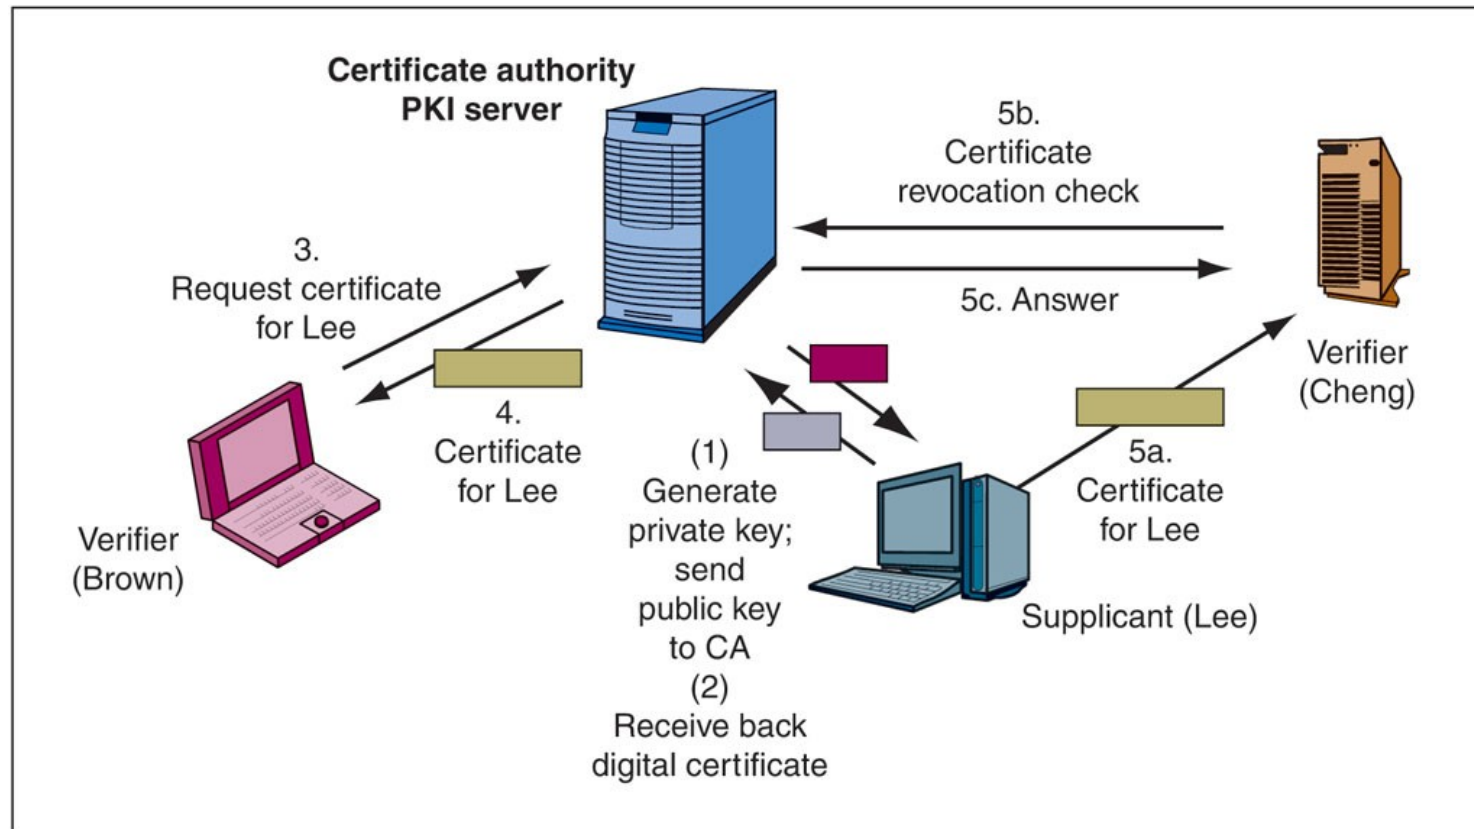 Certificate authority
PKI server
5b.
Certificate
revocation check
3.
Request certificate
for Lee
5c. Answer
Verifier
(Cheng)
4.
Certificate
for Lee
(1)
Generate
private key;
send
public key
to CA
(2)
Receive back
digital certificate
5a.
Certificate
for Lee
Verifier
(Brown)
Supplicant (Lee)